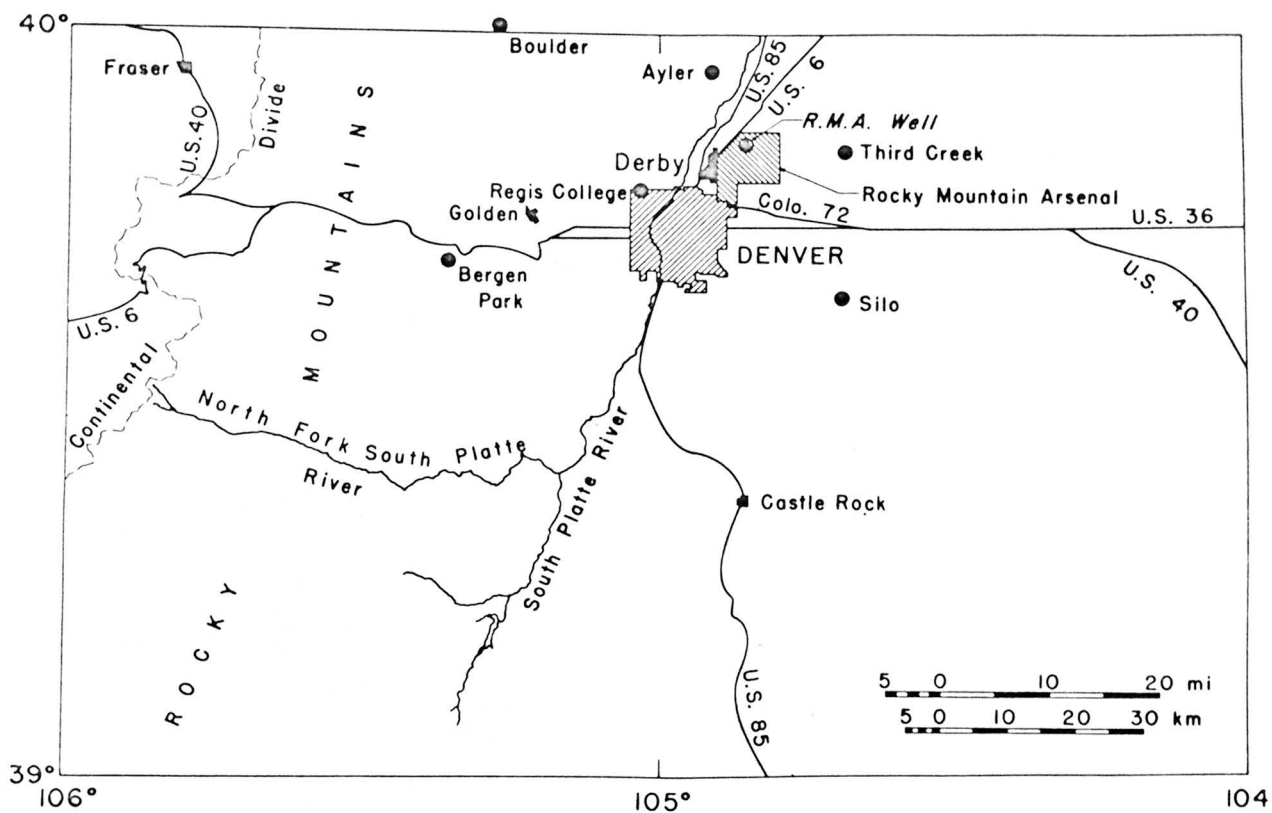 40°
Boulder
Fraser
Ayler
U.S. 85
U.S. 6
U.S. 40
Divide
R.M.A. Well
Derby
Third Creek
Regis College
Rocky Mountain Arsenal
Golden
Colo. 72
U.S. 36
DENVER
Bergen
Park
U.S. 40
Silo
U.S. 6
MOUNTAINS
Continental
North Fork South Platte
River
South Platte River
Castle Rock
ROCKY
U.S. 85
5 0 10 20 mi
5 0 10 20 30 km
39°
106°
105°
104